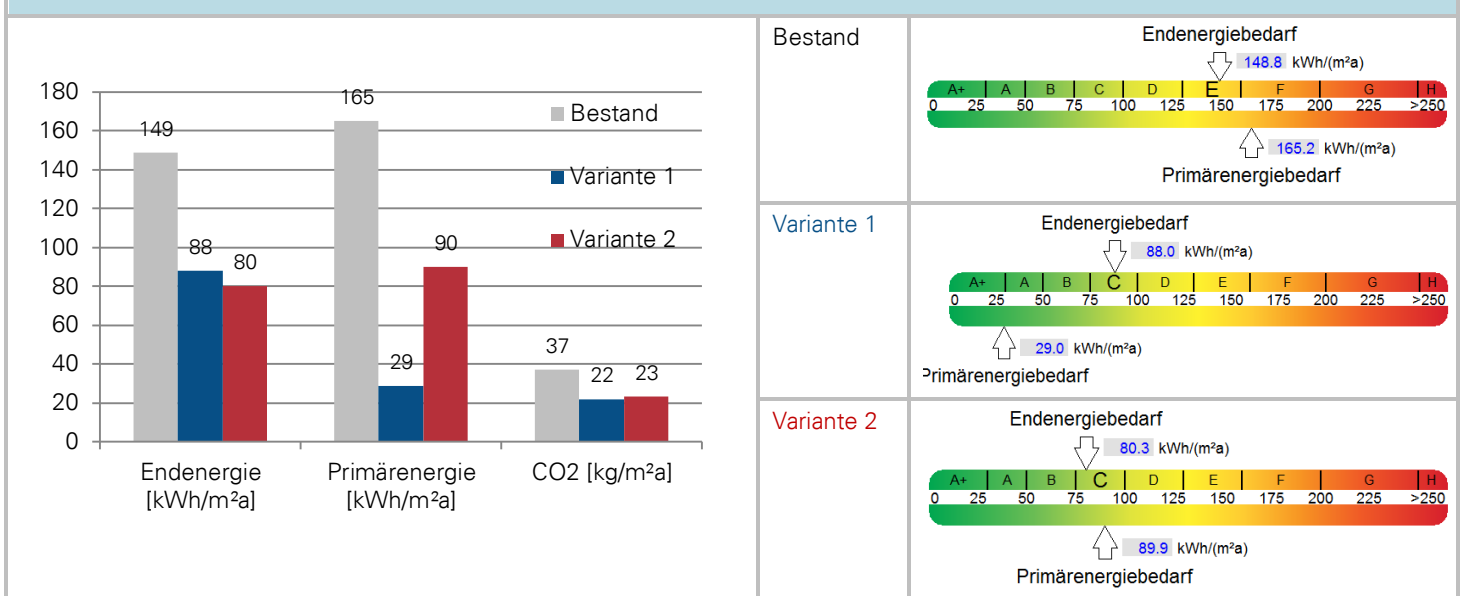 180
160
140
120
100
80
60
40
20
0
149
88
80
165
29
90
37
22
23
Bestand
Variante 1
Variante 2
Endenergie
[kWh/m²a]
Primärenergie
[kWh/m²a]
CO2 [kg/m²a]
Bestand
Endenergiebedarf
148.8 kWh/(m²a)
A+ A B C D E F G H
0 25 50 75 100 125 150 175 200 225 >250
165.2 kWh/(m²a)
Primärenergiebedarf
Variante 1
Endenergiebedarf
88.0 kWh/(m²a)
A+ A B C D E F G H
0 25 50 75 100 125 150 175 200 225 >250
29.0 kWh/(m²a)
Primärenergiebedarf
Variante 2
Endenergiebedarf
80.3 kWh/(m²a)
A+ A B C D E F G H
0 25 50 75 100 125 150 175 200 225 >250
89.9 kWh/(m²a)
Primärenergiebedarf